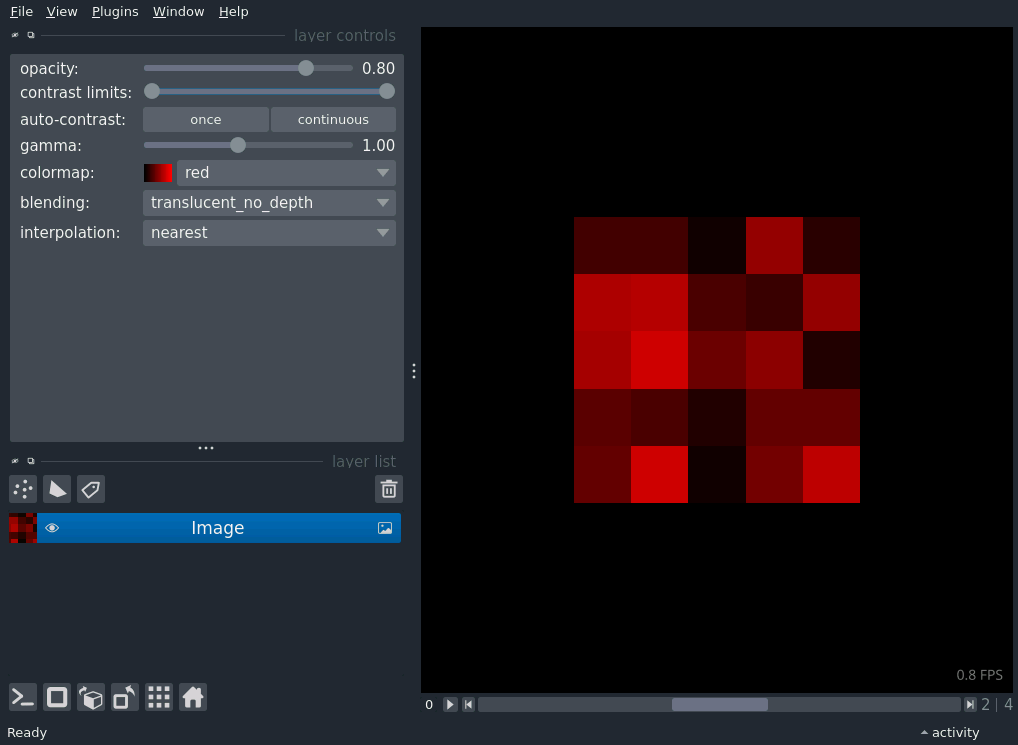 File View Plugins Window Help
layer controls
opacity: 0.80
contrast limits:
auto-contrast: once continuous
gamma: 1.00
colormap: red
blending: translucent_no_depth
interpolation: nearest
layer list
Image
0.8 FPS
0 2 | 4
Ready activity